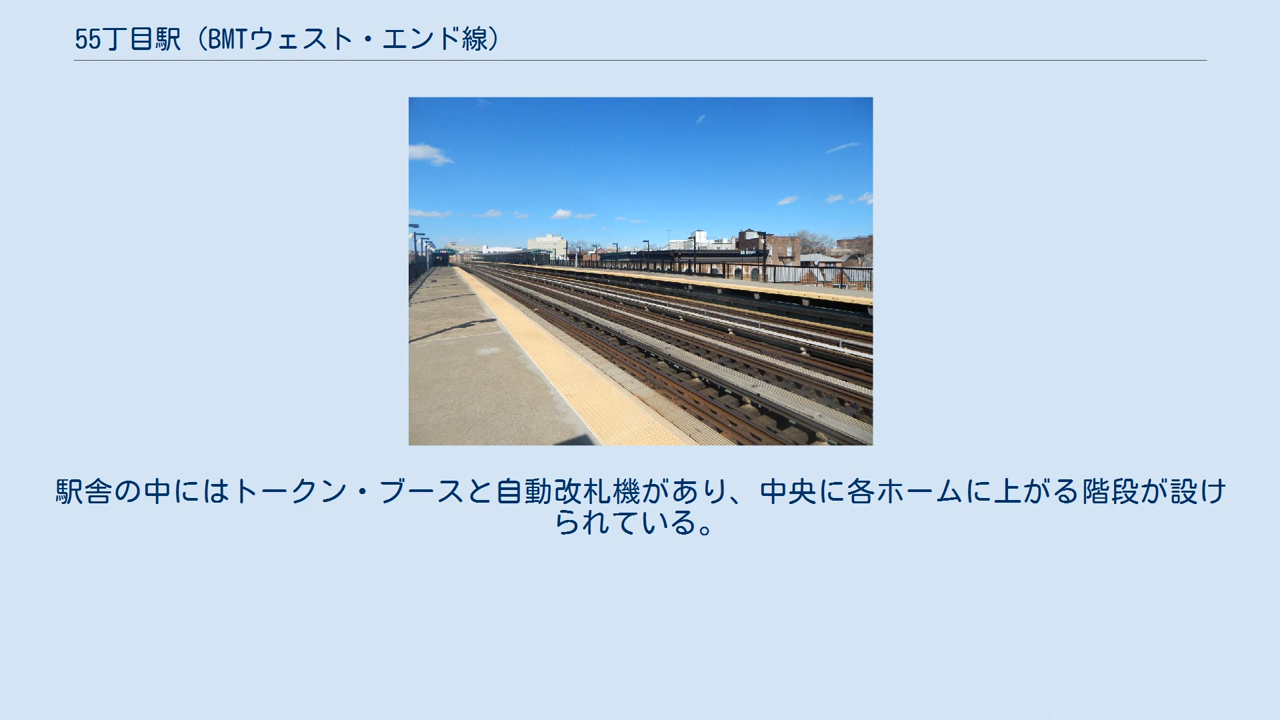 55丁目駅（BMTウェスト・エンド線）
駅舎の中にはトークン・ブースと自動改札機があり、中央に各ホームに上がる階段が設け
られている。